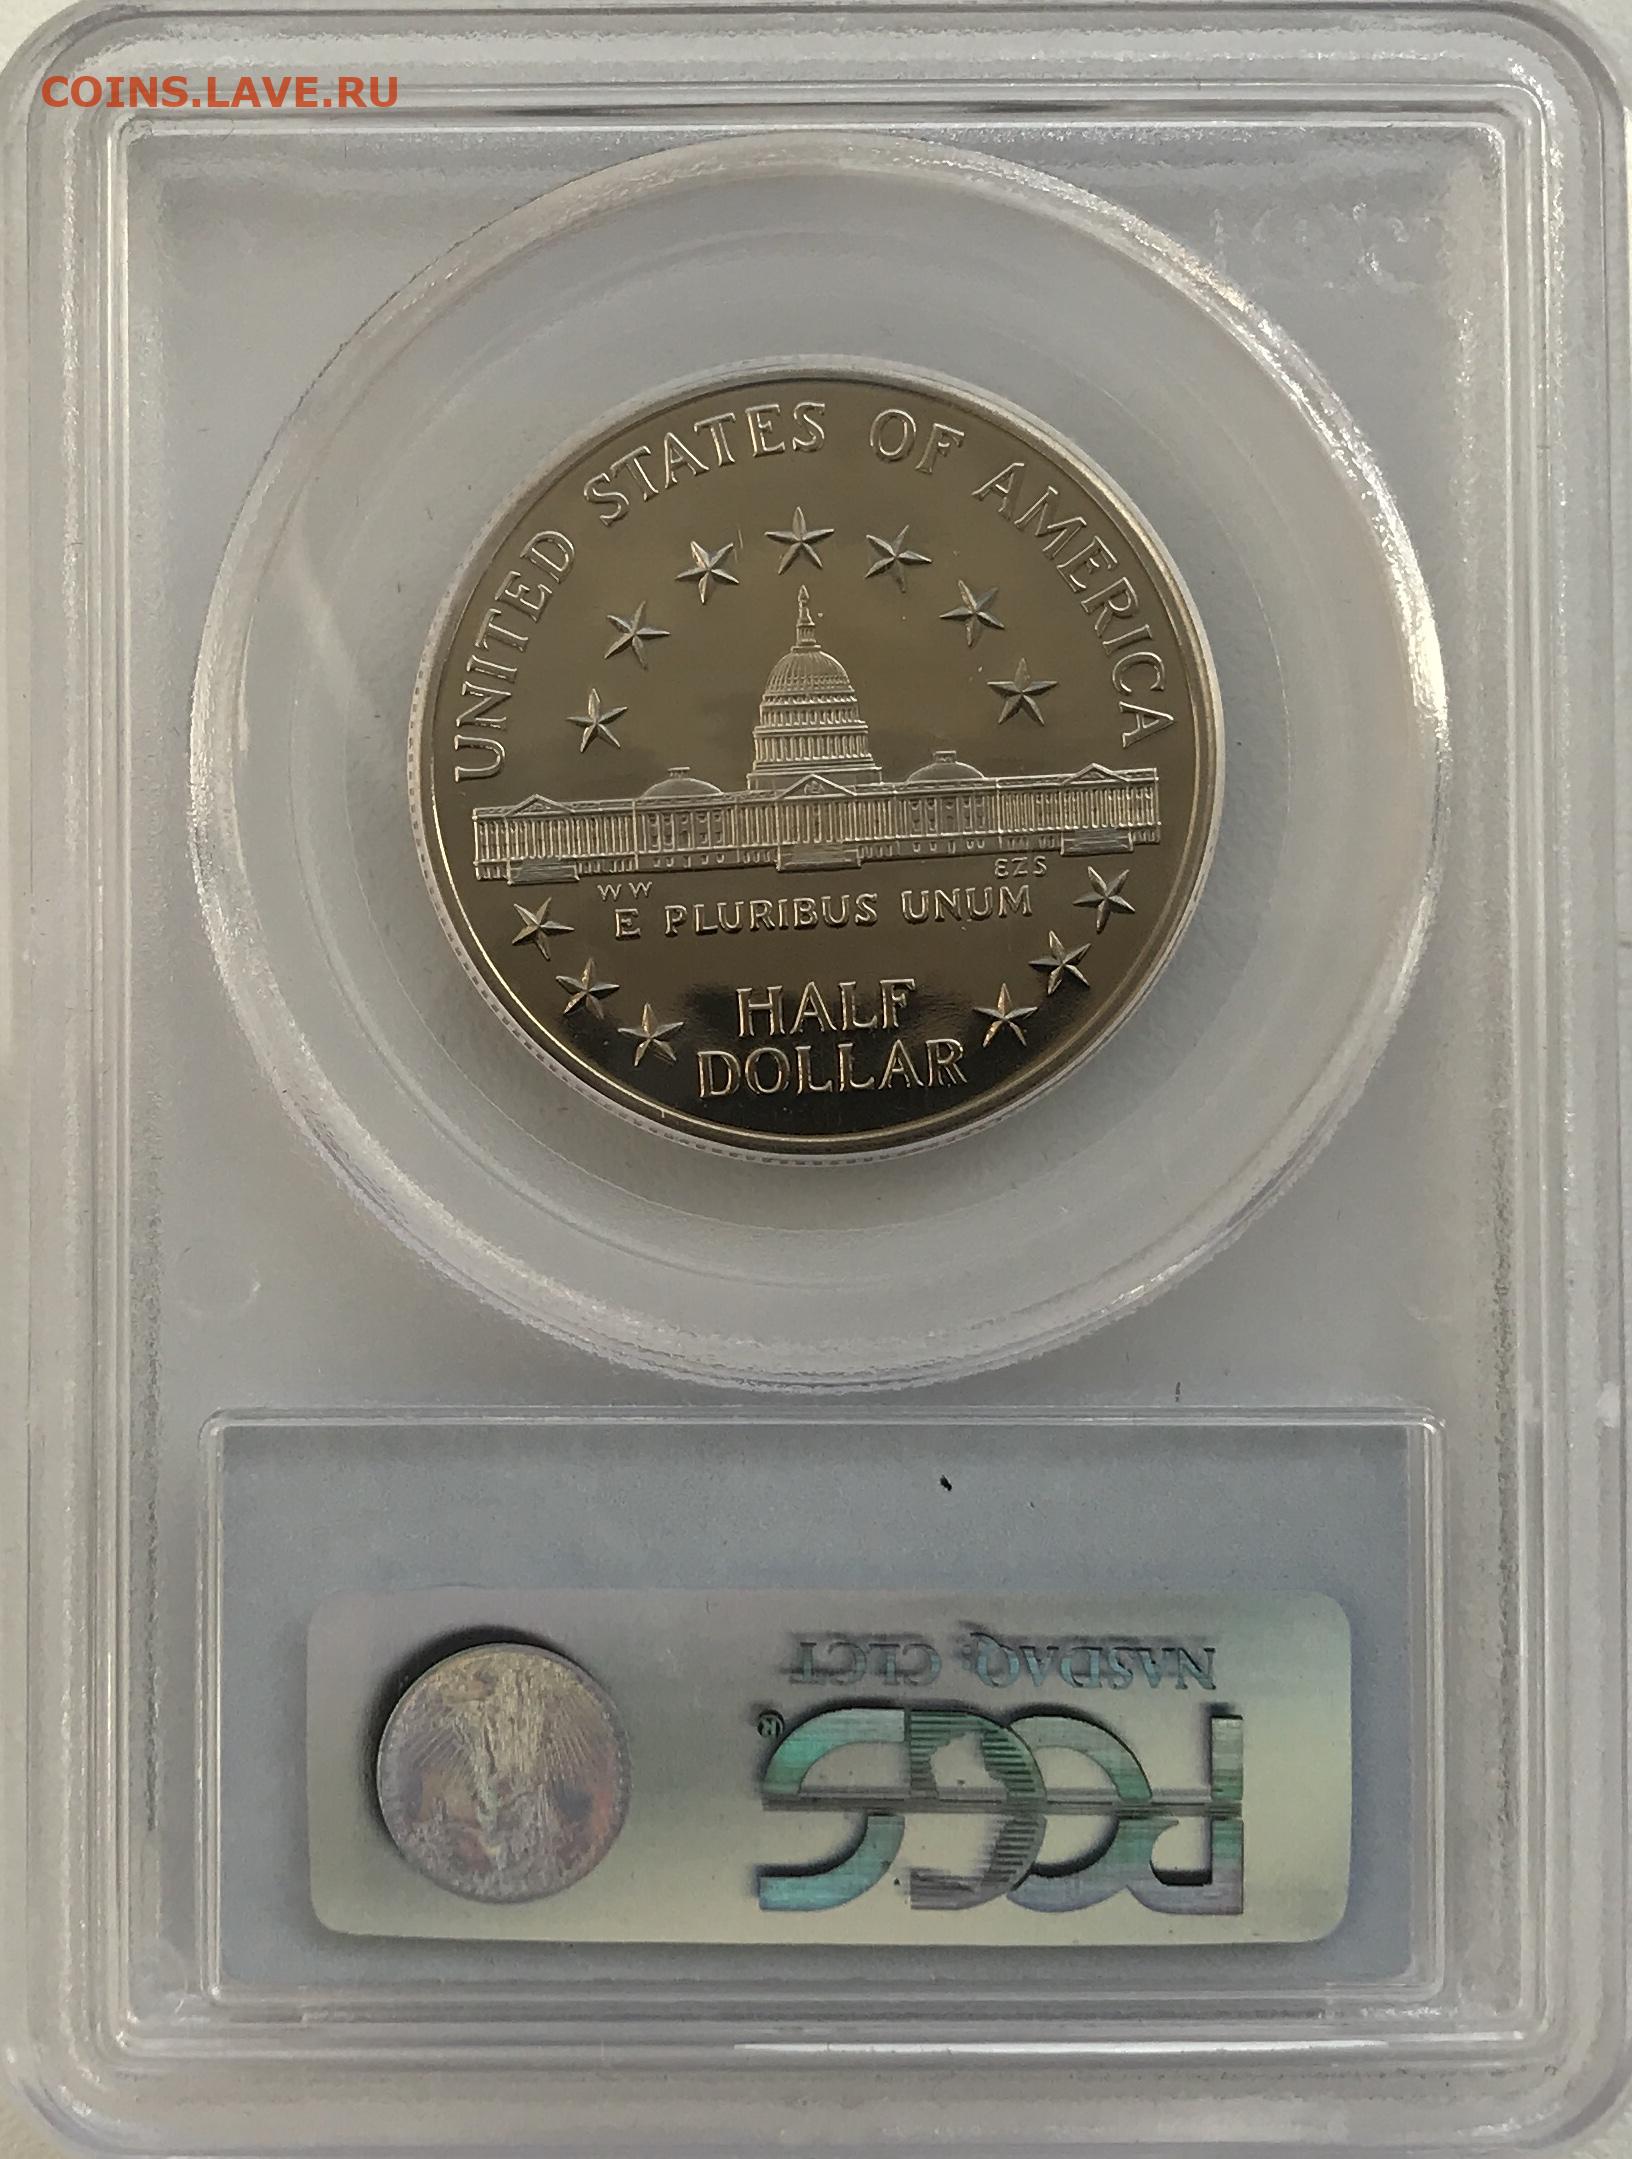 COINS.LAVE.RU
UNITED STATES OF AMERICA
WW
EZS
E PLURIBUS UNUM
HALF
DOLLAR
NASDAQ: CLCT
PCGS®